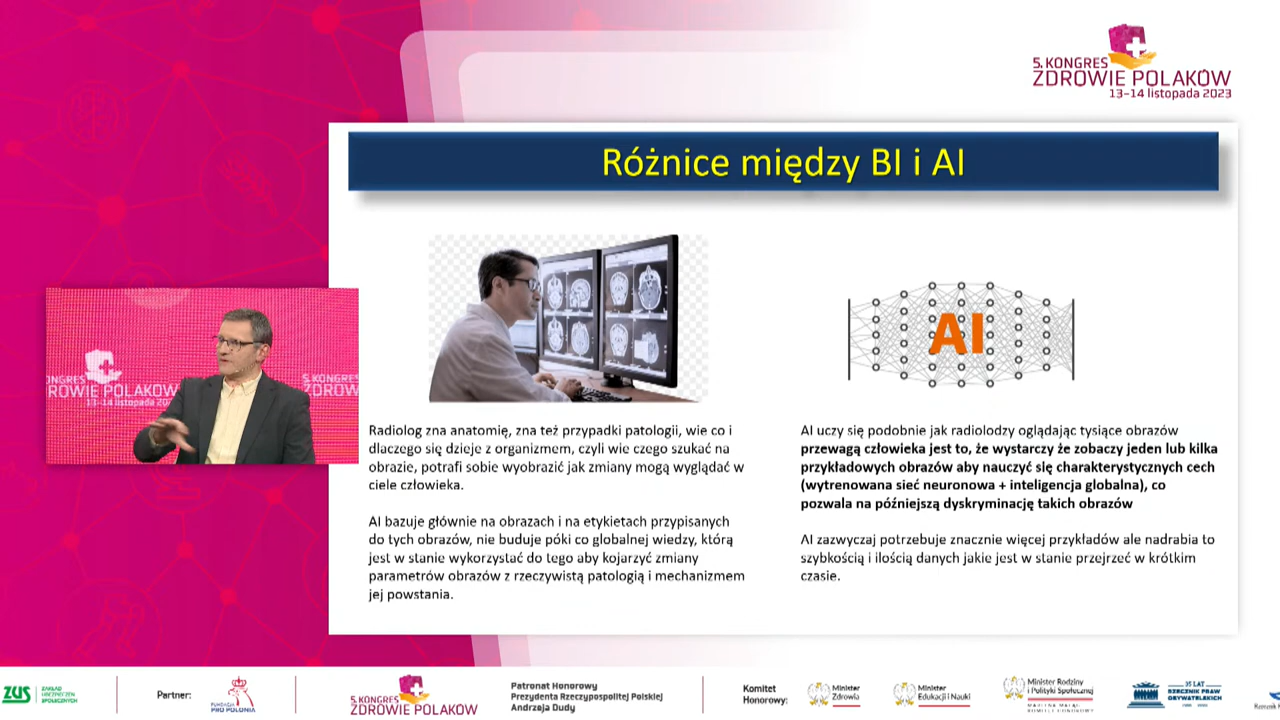 5. KONGRES
ZDROWIE POLAKÓW
13-14 listopada 2023
Różnice między BI i AI
AI
KONGRES
ROWIE POLAKÓW
13-14 listopada 202
5. KONGRES
ZDROW
Radiolog zna anatomię, zna też przypadki patologii, wie co i
dlaczego się dzieje z organizmem, czyli wie czego szukać na
obrazie, potrafi sobie wyobrazić jak zmiany mogą wyglądać w
ciele człowieka.
AI bazuje głównie na obrazach i na etykietach przypisanych
do tych obrazów, nie buduje póki co globalnej wiedzy, którą
jest w stanie wykorzystać do tego aby kojarzyć zmiany
parametrów obrazów z rzeczywistą patologią i mechanizmem
jej powstania.
AI uczy się podobnie jak radiolodzy oglądając tysiące obrazów
przewagą człowieka jest to, że wystarczy że zobaczy jeden lub kilka
przykładowych obrazów aby nauczyć się charakterystycznych cech
(wytrenowana sieć neuronowa + inteligencja globalna), co
pozwala na późniejszą dyskryminację takich obrazów
AI zazwyczaj potrzebuje znacznie więcej przykładów ale nadrabia to
szybkością i ilością danych jakie jest w stanie przejrzeć w krótkim
czasie.
ZUS
ZAKŁAD
UBEZPIECZEŃ
SPOŁECZNYCH
Partner:
FUNDACJA
PRO POLONIA
5. KONGRES
ZDROWIE POLAKÓW
Patronat Honorowy
Prezydenta Rzeczypospolitej Polskiej
Andrzeja Dudy
Komitet
Honorowy:
Minister
Zdrowia
Minister
Edukacji i Nauki
Minister Rodziny
i Polityki Społecznej
35 LAT
RZECZNIK PRAW
OBYWATELSKICH